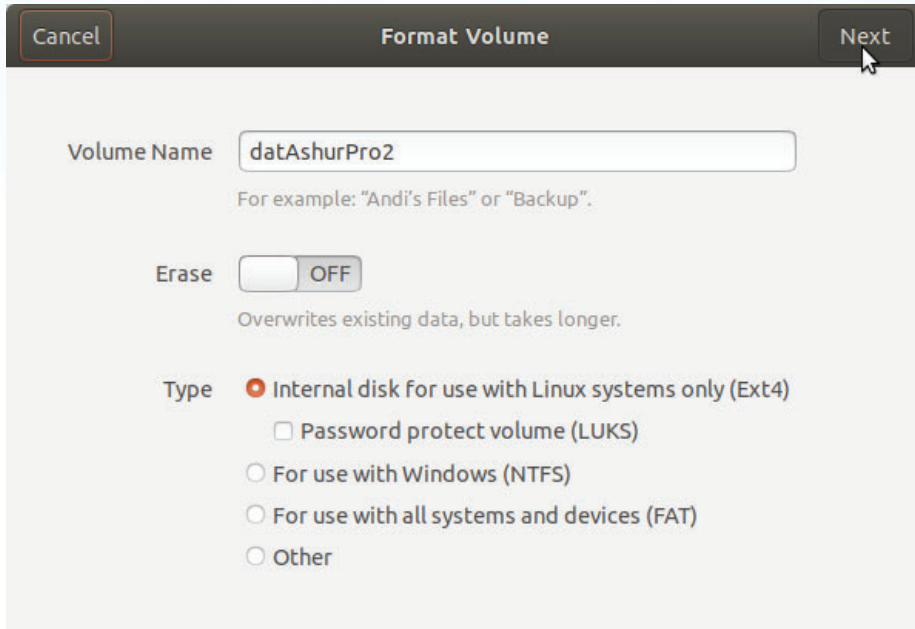 Cancel Format Volume Next
Volume Name datAshurPro2
For example: “Andi’s Files” or “Backup”.
Erase OFF
Overwrites existing data, but takes longer.
Type Internal disk for use with Linux systems only (Ext4)
Password protect volume (LUKS)
For use with Windows (NTFS)
For use with all systems and devices (FAT)
Other